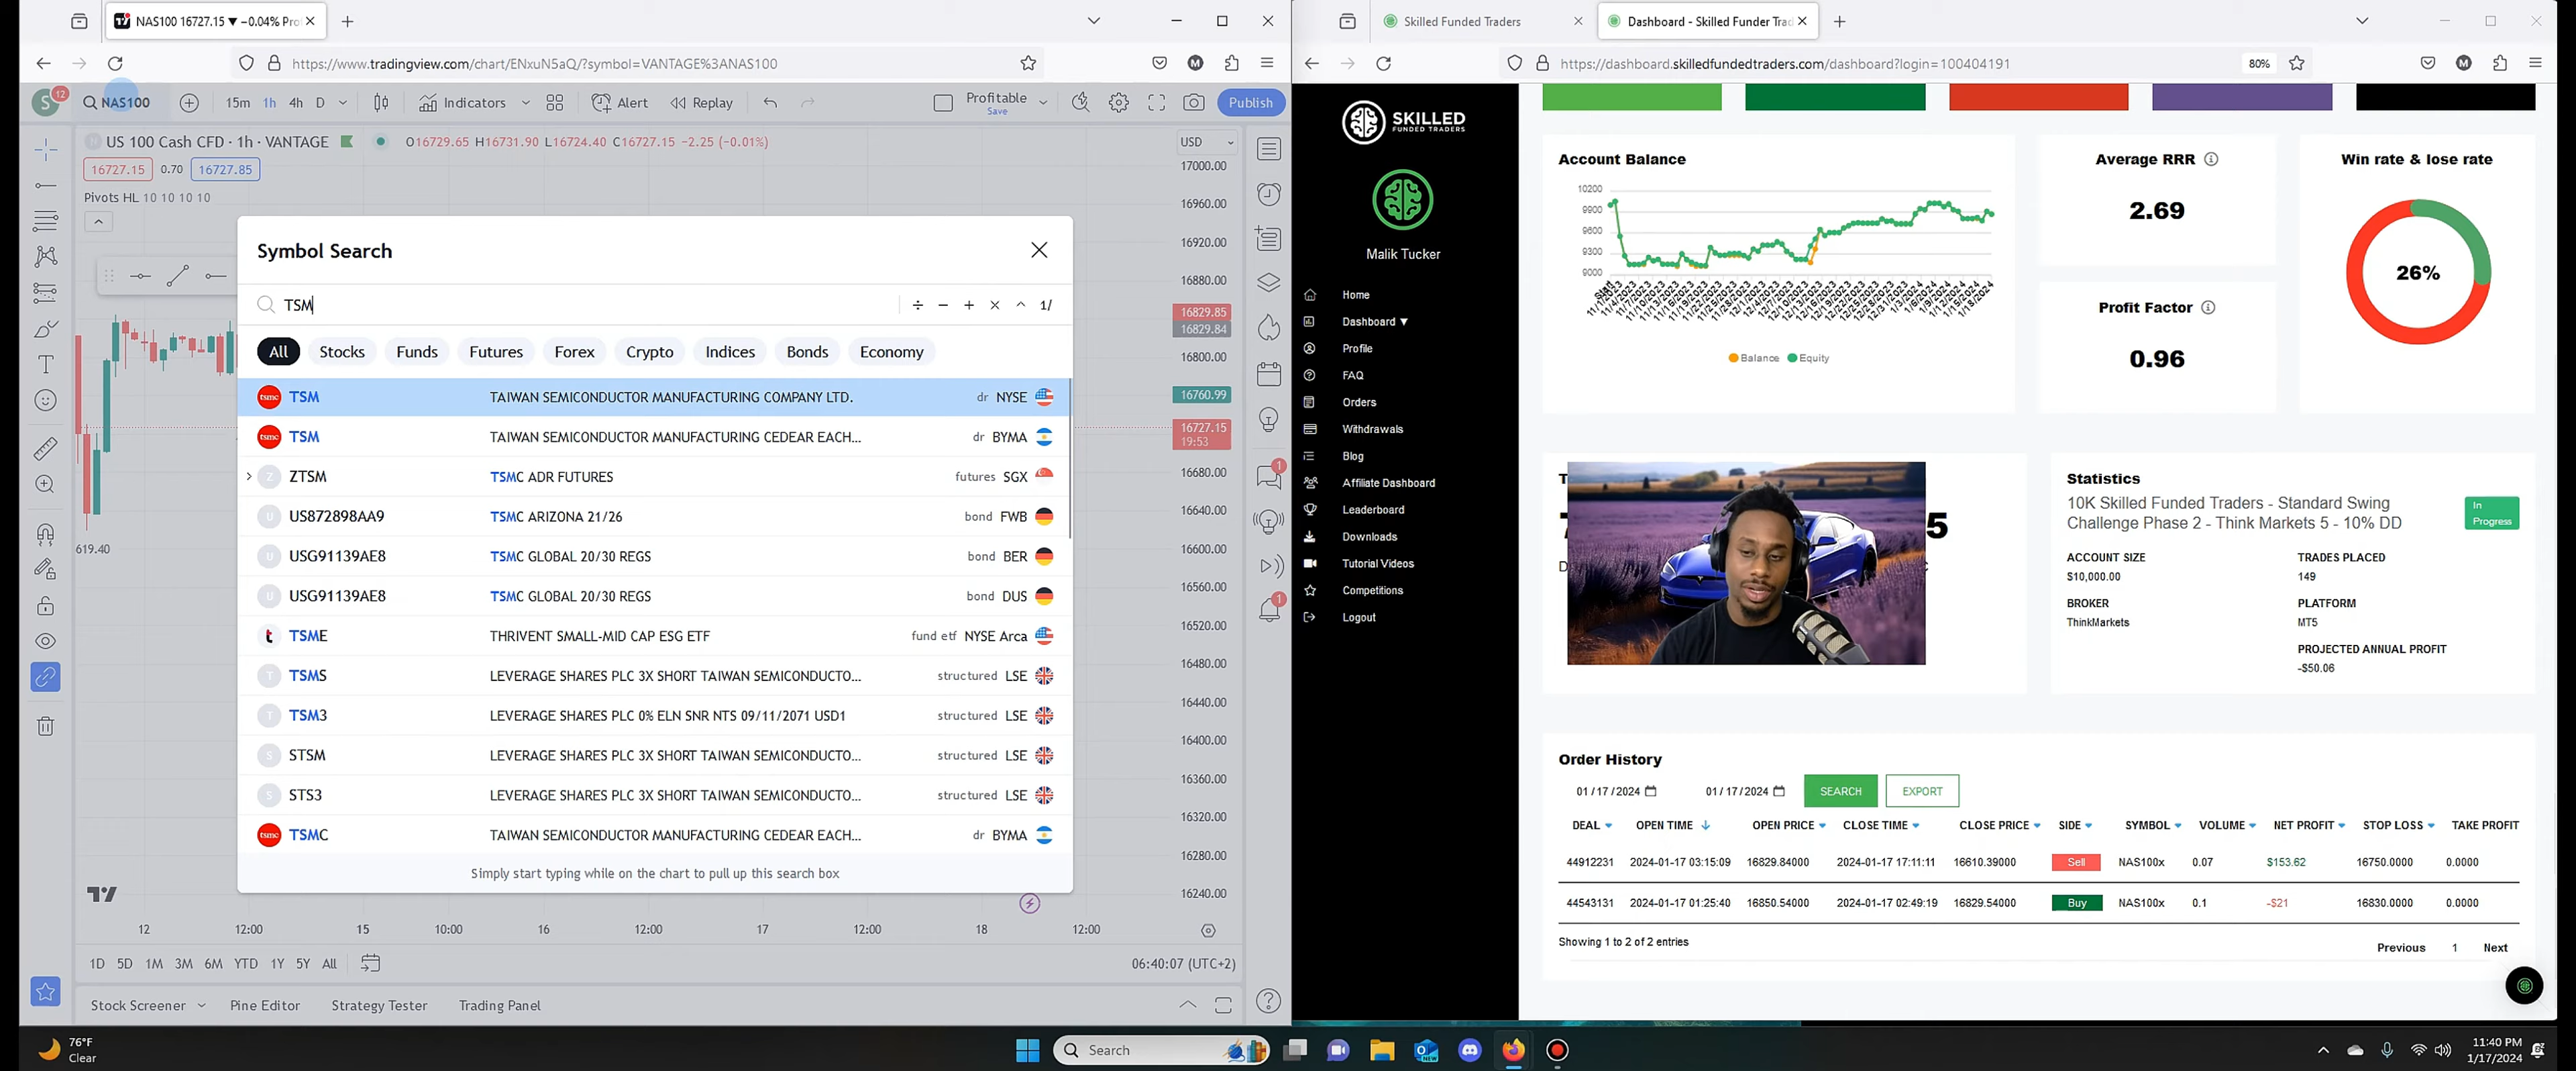 NAS100 16727.15 ▼ −0.04% Pro
https://www.tradingview.com/chart/ENxuN5aQ/?symbol=VANTAGE%3ANAS100
S 12 NAS100 15m 1h 4h D Indicators Alert Replay Profitable Save Publish
US 100 Cash CFD · 1h · VANTAGE O16729.65 H16731.90 L16724.40 C16727.15 −2.25 (−0.01%) USD
16727.15 0.70 16727.85
Pivots HL 10 10 10 10
17000.00
16960.00
16920.00
16880.00
16829.85
16829.84
16800.00
16760.99
16727.15
19:53
16680.00
16640.00
16600.00
16560.00
16520.00
16480.00
16440.00
16400.00
16360.00
16320.00
16280.00
16240.00
619.40
Symbol Search
TSM ÷ − + × ^ 1/
All Stocks Funds Futures Forex Crypto Indices Bonds Economy
tsmc TSM TAIWAN SEMICONDUCTOR MANUFACTURING COMPANY LTD. dr NYSE
tsmc TSM TAIWAN SEMICONDUCTOR MANUFACTURING CEDEAR EACH... dr BYMA
Z ZTSM TSMC ADR FUTURES futures SGX
U US872898AA9 TSMC ARIZONA 21/26 bond FWB
U USG91139AE8 TSMC GLOBAL 20/30 REGS bond BER
U USG91139AE8 TSMC GLOBAL 20/30 REGS bond DUS
t TSME THRIVENT SMALL-MID CAP ESG ETF fund etf NYSE Arca
T TSMS LEVERAGE SHARES PLC 3X SHORT TAIWAN SEMICONDUCTO... structured LSE
T TSM3 LEVERAGE SHARES PLC 0% ELN SNR NTS 09/11/2071 USD1 structured LSE
S STSM LEVERAGE SHARES PLC 3X SHORT TAIWAN SEMICONDUCTO... structured LSE
S STS3 LEVERAGE SHARES PLC 3X SHORT TAIWAN SEMICONDUCTO... structured LSE
tsmc TSMC TAIWAN SEMICONDUCTOR MANUFACTURING CEDEAR EACH... dr BYMA
Simply start typing while on the chart to pull up this search box
12 12:00 15 10:00 16 12:00 17 12:00 18 12:00
1D 5D 1M 3M 6M YTD 1Y 5Y All 06:40:07 (UTC+2)
Stock Screener Pine Editor Strategy Tester Trading Panel
Skilled Funded Traders Dashboard - Skilled Funder Trad
https://dashboard.skilledfundedtraders.com/dashboard?login=100404191 80%
SKILLED
FUNDED TRADERS
Malik Tucker
Home
Dashboard ▼
Profile
FAQ
Orders
Withdrawals
Blog
Affiliate Dashboard
Leaderboard
Downloads
Tutorial Videos
Competitions
Logout
Account Balance
10200
9900
9600
9300
9000
Balance Equity
Average RRR
2.69
Profit Factor
0.96
Win rate & lose rate
26%
Statistics
10K Skilled Funded Traders - Standard Swing
Challenge Phase 2 - Think Markets 5 - 10% DD
In
Progress
ACCOUNT SIZE TRADES PLACED
$10,000.00 149
BROKER PLATFORM
ThinkMarkets MT5
PROJECTED ANNUAL PROFIT
-$50.06
Order History
01 / 17 / 2024 01 / 17 / 2024 SEARCH EXPORT
DEAL OPEN TIME OPEN PRICE CLOSE TIME CLOSE PRICE SIDE SYMBOL VOLUME NET PROFIT STOP LOSS TAKE PROFIT
44912231 2024-01-17 03:15:09 16829.84000 2024-01-17 17:11:11 16610.39000 Sell NAS100x 0.07 $153.62 16750.0000 0.0000
44543131 2024-01-17 01:25:40 16850.54000 2024-01-17 02:49:19 16829.54000 Buy NAS100x 0.1 -$21 16830.0000 0.0000
Showing 1 to 2 of 2 entries
Previous 1 Next
76°F
Clear
Search
11:40 PM
1/17/2024